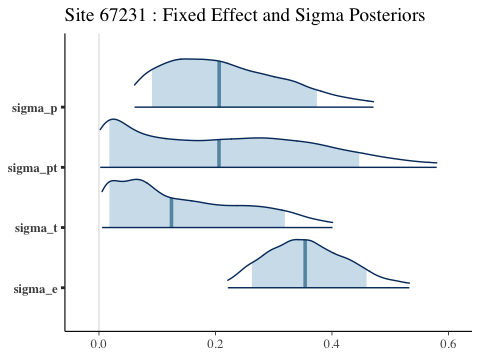 Site 67231 : Fixed Effect and Sigma Posteriors
sigma_p
sigma_pt
sigma_t
sigma_e
0.0 0.2 0.4 0.6